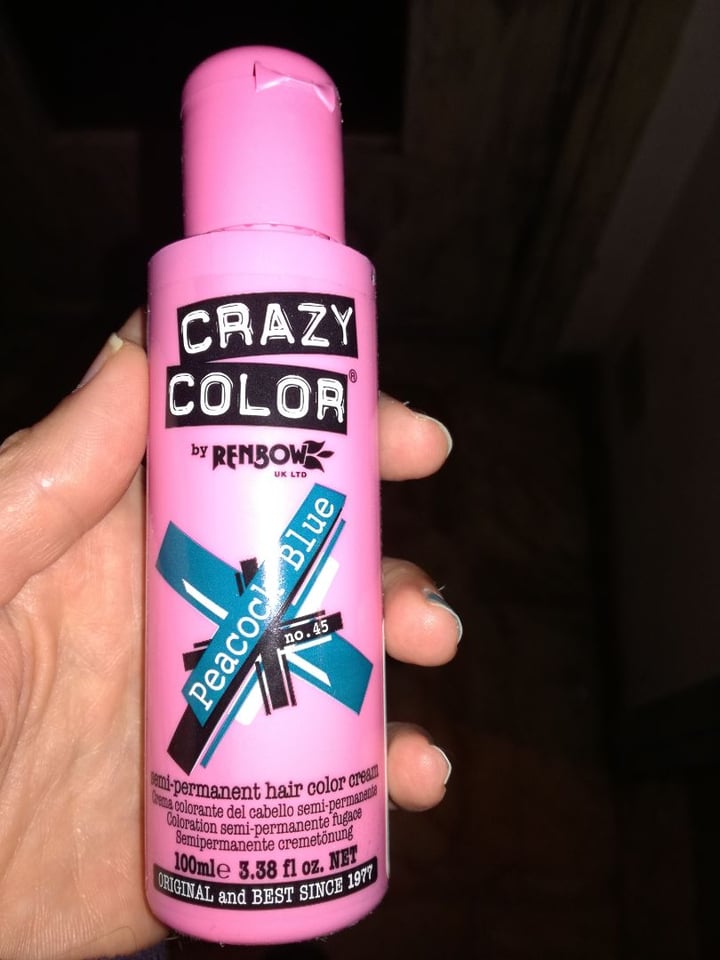 CRAZY
COLOR®
by RENBOW
UK LTD
Peacock Blue
no.45
semi-permanent hair color cream
Crema colorante del cabello semi-permanente
Coloration semi-permanente fugace
Semipermanente cremetönung
100ml e 3.38 fl oz. NET
ORIGINAL and BEST SINCE 1977